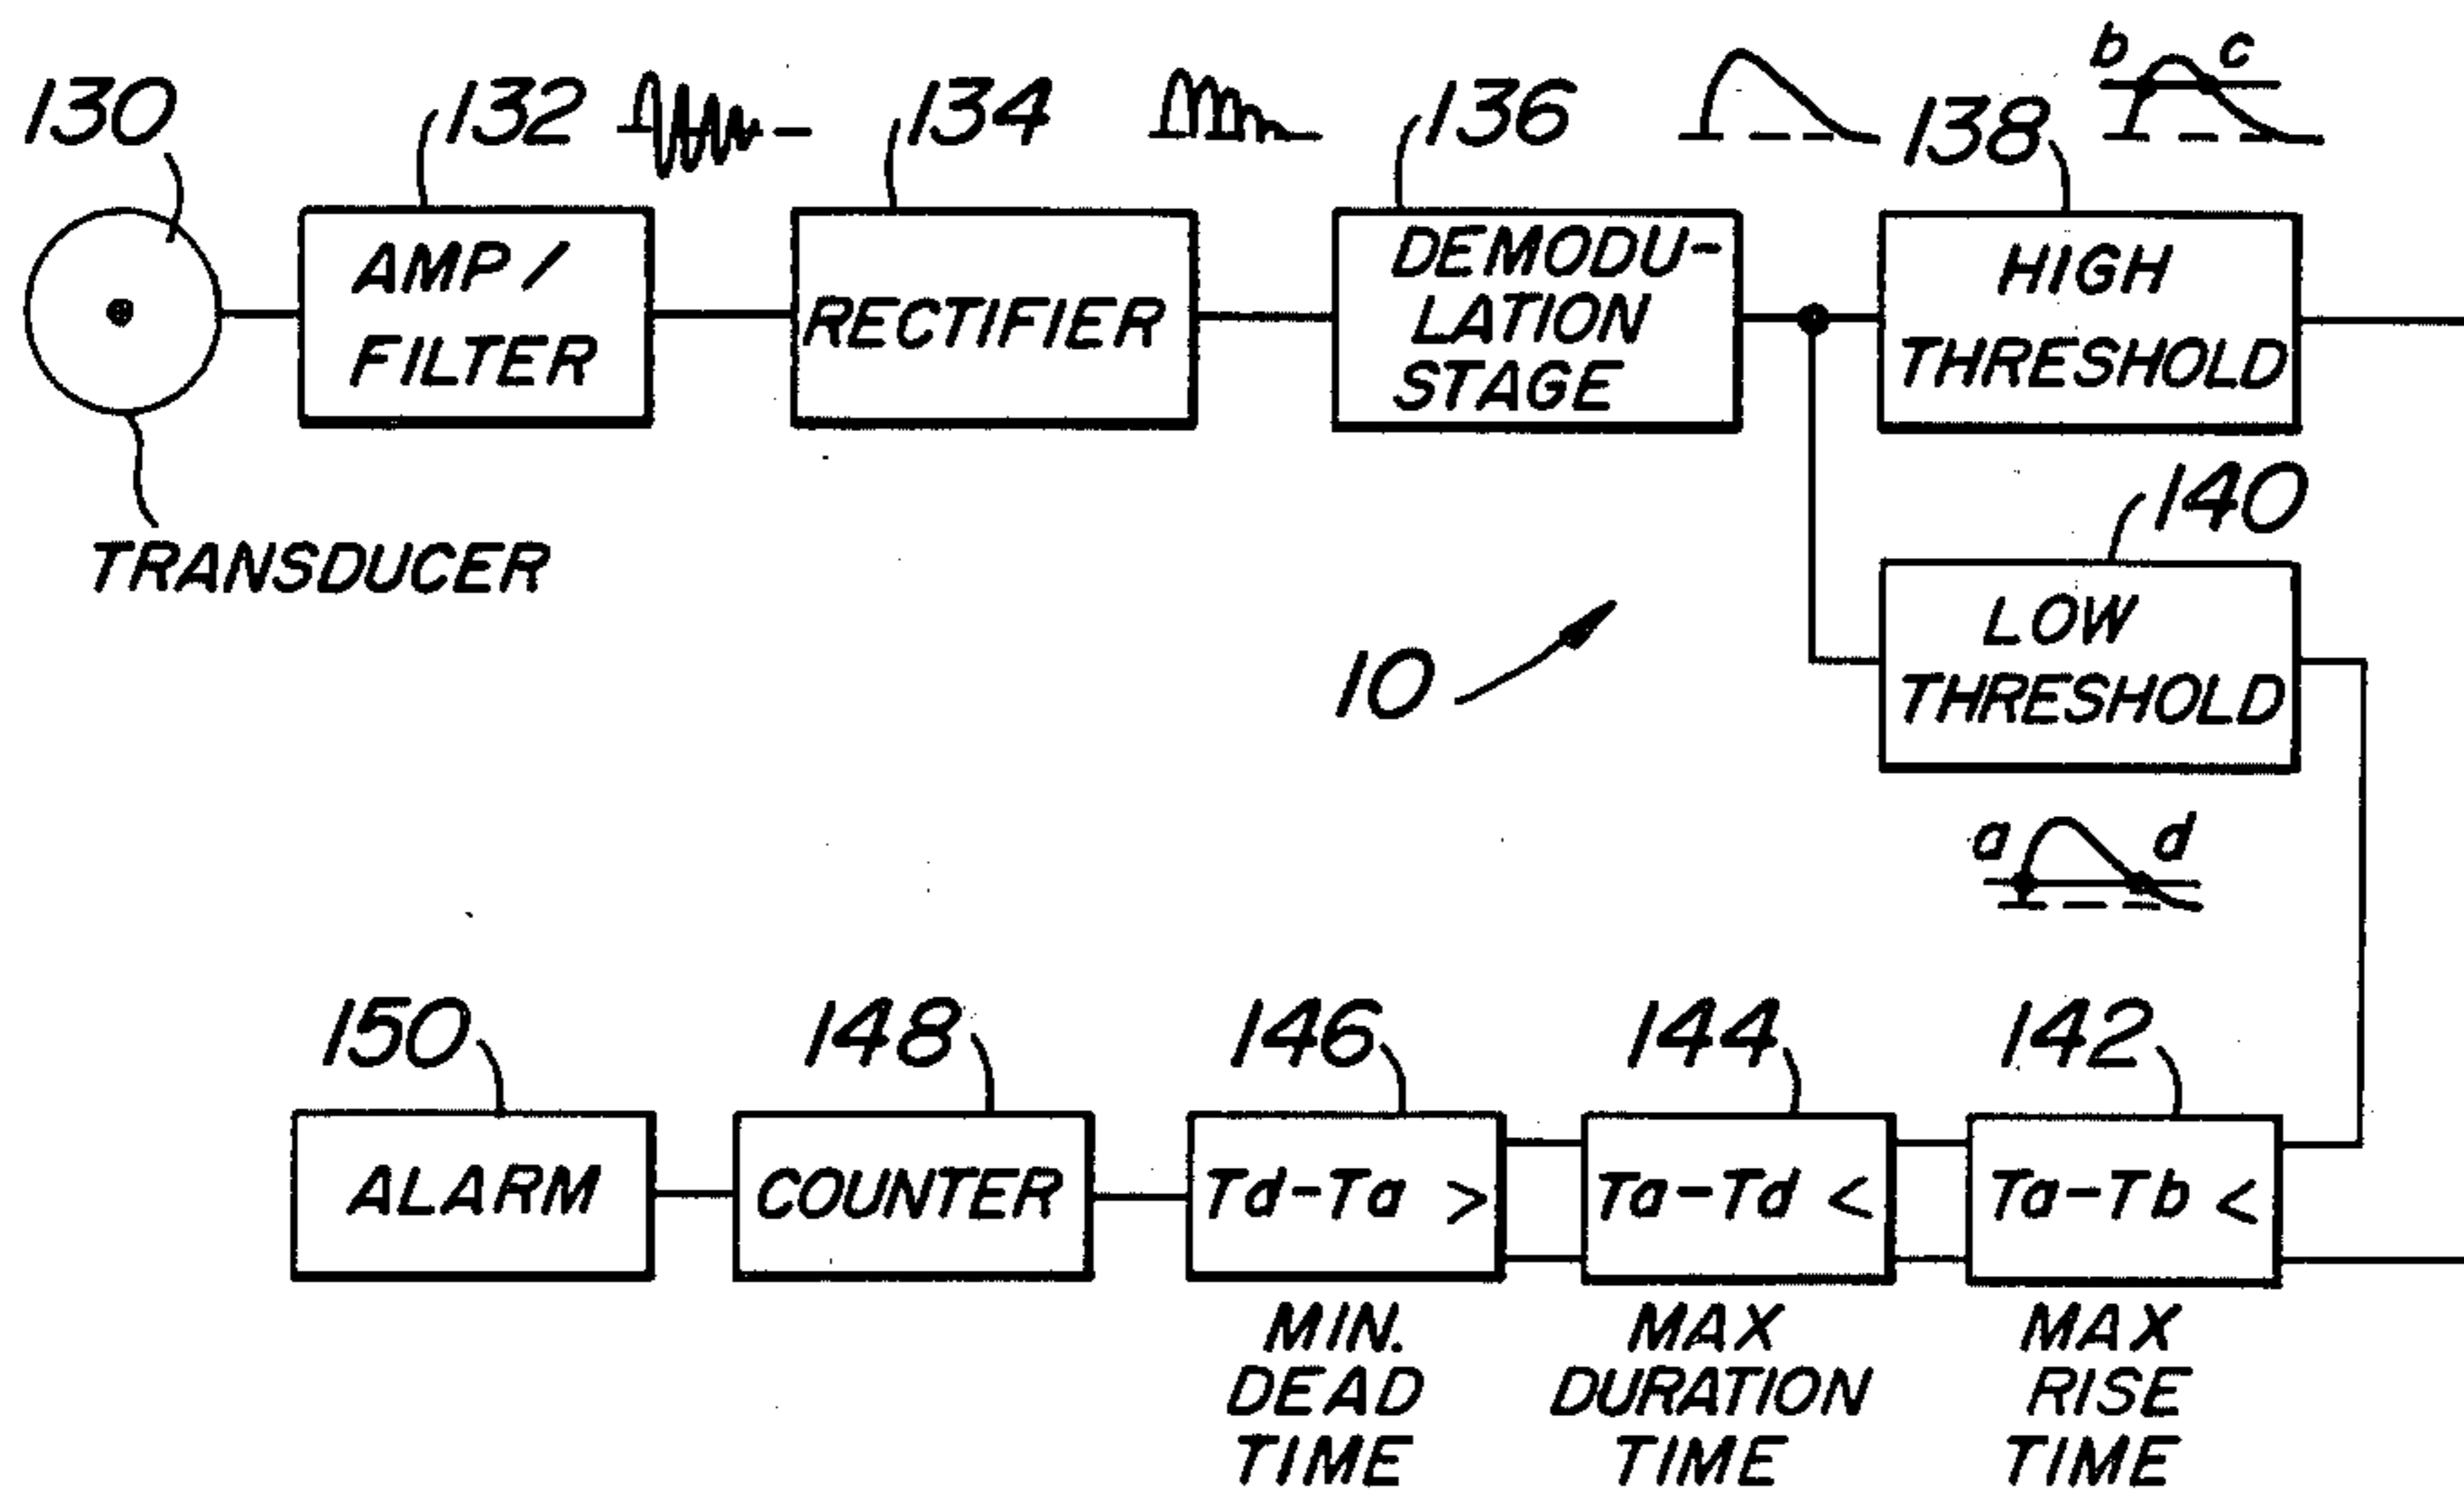 130
132
134
136
138
b c
AMP/
FILTER
RECTIFIER
DEMODU-
LATION
STAGE
HIGH
THRESHOLD
TRANSDUCER
140
LOW
THRESHOLD
10
a d
150
148
146
144
142
ALARM
COUNTER
Td-Ta >
Ta-Td <
Ta-Tb <
MIN.
DEAD
TIME
MAX
DURATION
TIME
MAX
RISE
TIME